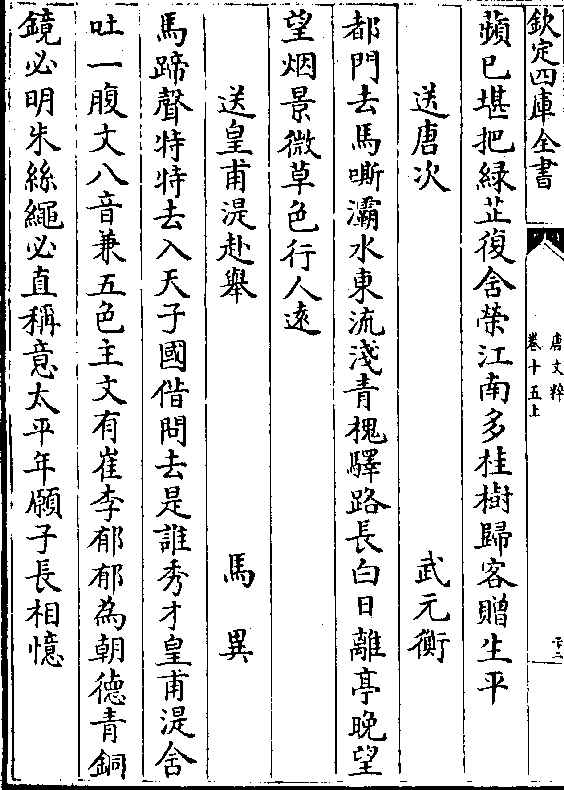 欽定四庫全書
唐文粹
卷十五上
蘋已堪把緑芷復舍榮江南多桂樹歸客贈生平
送唐次 武元衡
都門去馬嘶灞水東流淺青槐驛路長白日離亭晚望
望烟景微草色行人遠
送皇甫湜赴舉 馬異
馬蹄聲特特去入天子國借問去是誰秀才皇甫湜舍
吐一腹文八音兼五色主文有崔李郁郁為朝徳青銅
鏡必明朱絲繩必直稱意太平年願子長相憶